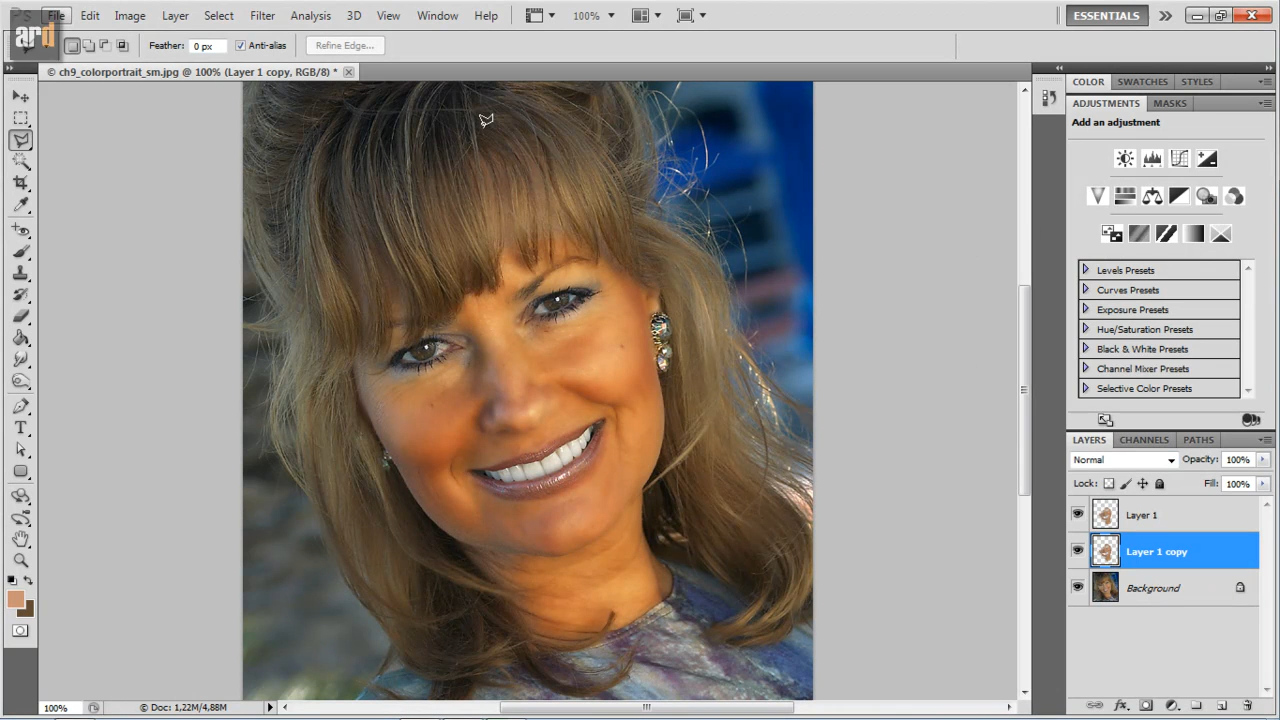 File Edit Image Layer Select Filter Analysis 3D View Window Help 100% ESSENTIALS
ard
Feather: 0 px Anti-alias Refine Edge...
© ch9_colorportrait_sm.jpg @ 100% (Layer 1 copy, RGB/8) *
COLOR SWATCHES STYLES
ADJUSTMENTS MASKS
Add an adjustment
Levels Presets
Curves Presets
Exposure Presets
Hue/Saturation Presets
Black & White Presets
Channel Mixer Presets
Selective Color Presets
LAYERS CHANNELS PATHS
Normal Opacity: 100%
Lock: Fill: 100%
Layer 1
Layer 1 copy
Background
100% © Doc: 1,22M/4,88M